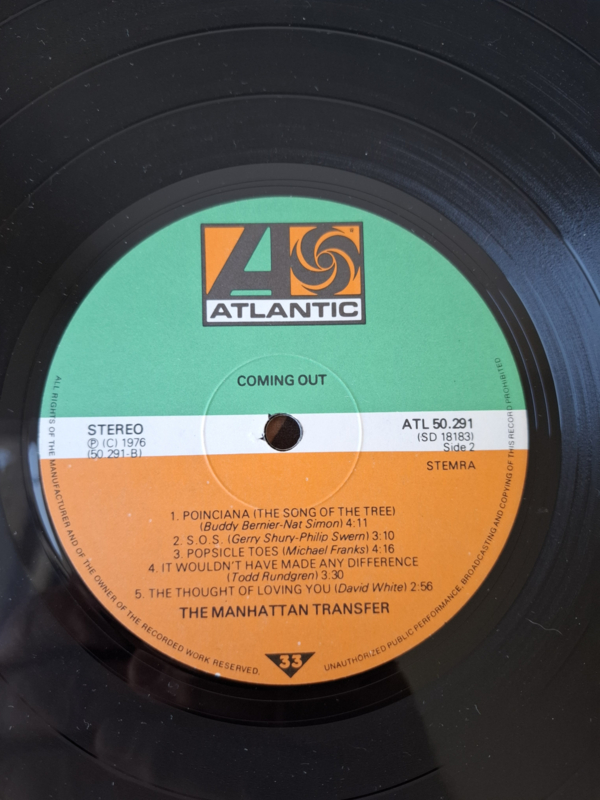 ATLANTIC
®
COMING OUT
STEREO
℗ (C) 1976
(50 291-B)
ATL 50.291
(SD 18183)
Side 2
STEMRA
1. POINCIANA (THE SONG OF THE TREE)
(Buddy Bernier-Nat Simon) 4:11
2. S.O.S. (Gerry Shury-Philip Swern) 3:10
3. POPSICLE TOES (Michael Franks) 4:16
4. IT WOULDN'T HAVE MADE ANY DIFFERENCE
(Todd Rundgren) 3.30
5. THE THOUGHT OF LOVING YOU (David White) 2:56
THE MANHATTAN TRANSFER
33
ALL RIGHTS OF THE MANUFACTURER AND OF THE OWNER OF THE RECORDED WORK RESERVED.
UNAUTHORIZED PUBLIC PERFORMANCE, BROADCASTING AND COPYING OF THIS RECORD PROHIBITED